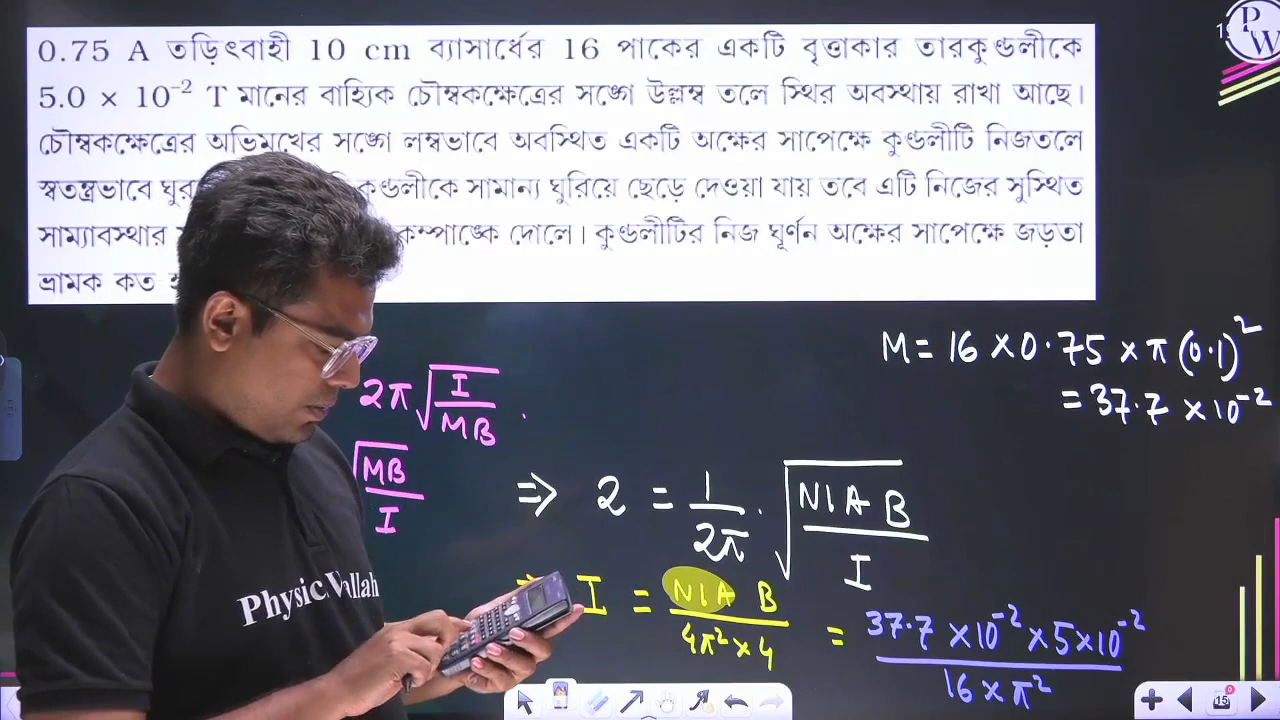 0.75 A তড়িৎবাহী 10 cm ব্যাসার্ধের 16 পাকের একটি বৃত্তাকার তারকুণ্ডলীকে
5.0 × 10⁻² T মানের বাহ্যিক চৌম্বকক্ষেত্রের সঙ্গে উল্লম্ব তলে স্থির অবস্থায় রাখা আছে।
চৌম্বকক্ষেত্রের অভিমুখের সঙ্গে লম্বভাবে অবস্থিত একটি অক্ষের সাপেক্ষে কুণ্ডলীটি নিজতলে
স্বতন্ত্রভাবে কুণ্ডলীকে সামান্য ঘুরিয়ে ছেড়ে দেওয়া যায় তবে এটি নিজের সুস্থিত
সাম্যাবস্থার কম্পাঙ্কে দোলে। কুণ্ডলীটির নিজ ঘূর্ণন অক্ষের সাপেক্ষে জড়তা
ভ্রামক কত
PW
M = 16 × 0.75 × π (0.1)²
= 37.7 × 10⁻²
2π √(I/MB)
√(MB/I)
⇒ 2 = 1/2π . √(NIAB/I)
I = NIAB/4π² × 4 = 37.7 × 10⁻² × 5 × 10⁻²/16 × π²
Physics Wallah
15